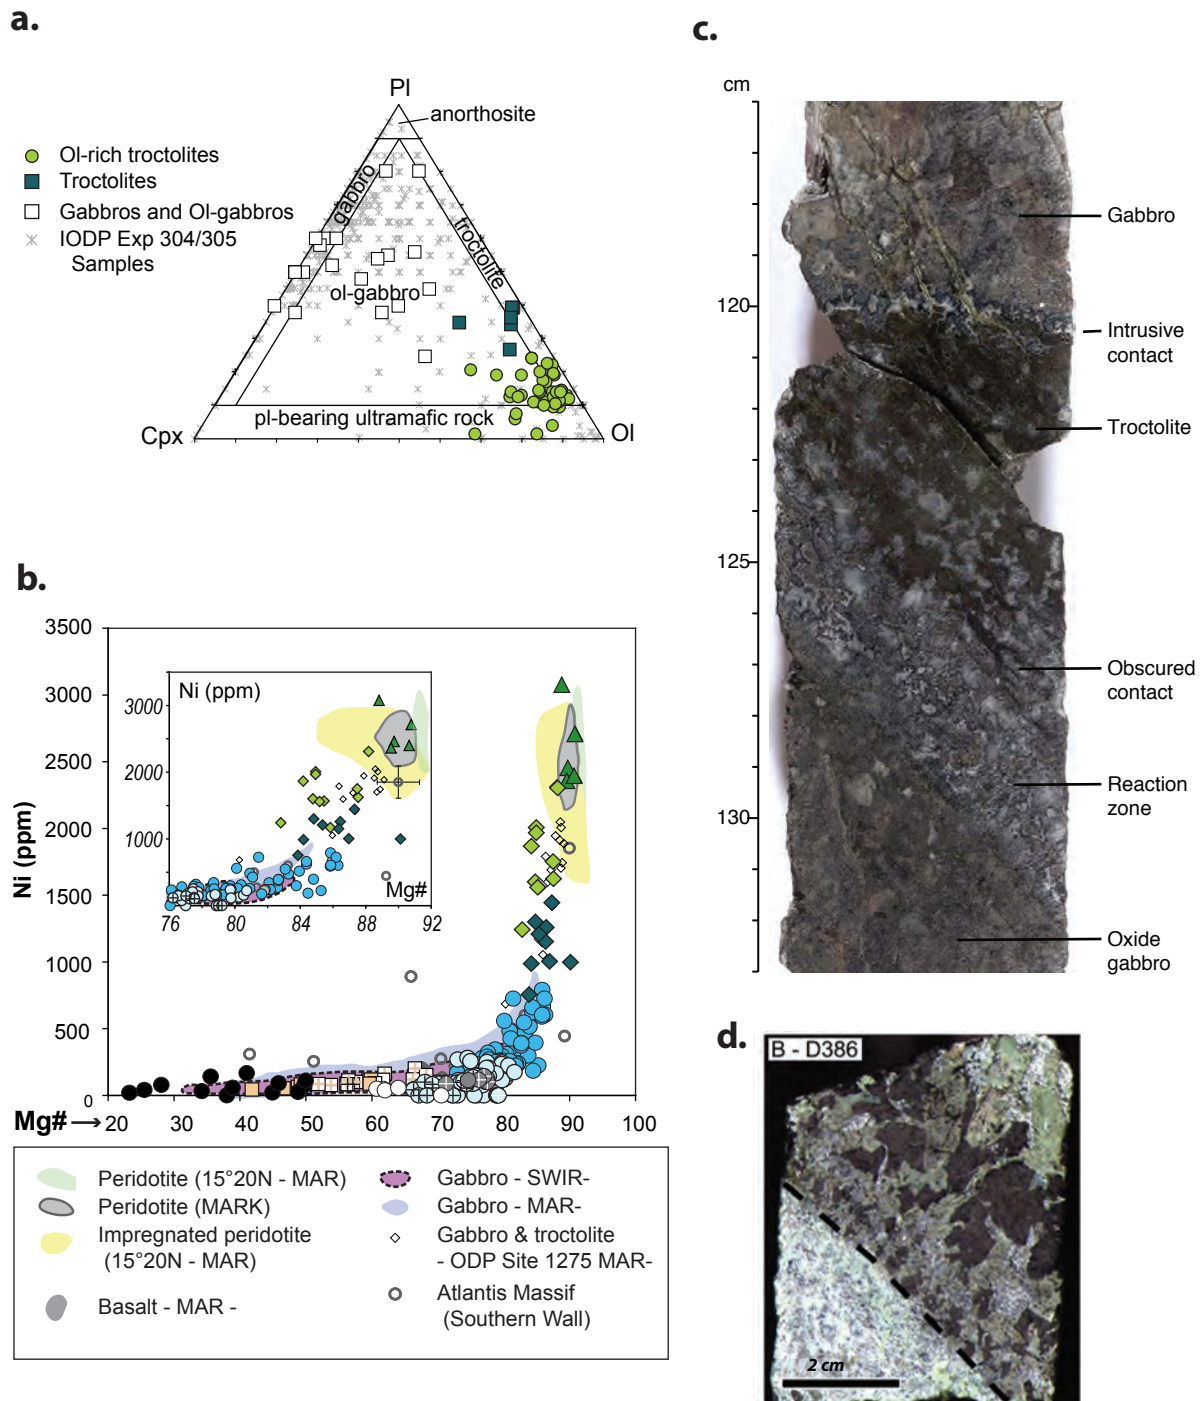 a.
Pl
anorthosite
Ol-rich troctolites
Troctolites
Gabbros and Ol-gabbros
IODP Exp 304/305
Samples
gabbro
troctolite
ol-gabbro
pl-bearing ultramafic rock
Cpx
Ol
b.
Ni (ppm)
3500
3000
2500
2000
1500
1000
500
0
Ni (ppm)
3000
2000
1000
Mg#
76 80 84 88 92
Mg# → 20 30 40 50 60 70 80 90 100
Peridotite (15°20N - MAR)
Peridotite (MARK)
Impregnated peridotite
(15°20N - MAR)
Basalt - MAR -
Gabbro - SWIR-
Gabbro - MAR-
Gabbro & troctolite
- ODP Site 1275 MAR-
Atlantis Massif
(Southern Wall)
c.
cm
120
125
130
Gabbro
Intrusive
contact
Troctolite
Obscured
contact
Reaction
zone
Oxide
gabbro
d.
B - D386
2 cm